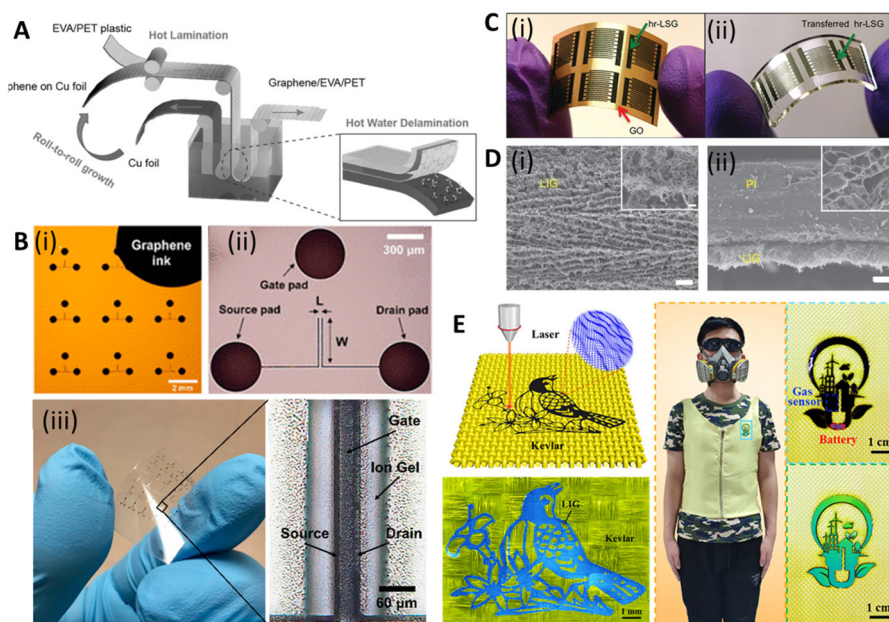 A
EVA/PET plastic
Hot Lamination
phene on Cu foil
Graphene/EVA/PET
Roll-to-roll growth
Cu foil
Hot Water Delamination
B
(i)
Graphene
ink
2 mm
(ii)
300 µm
Gate pad
Source pad
L
Drain pad
W
(iii)
Gate
Ion Gel
Source
Drain
60 µm
C
(i)
hr-LSG
GO
(ii)
Transferred hr-LSG
D
(i)
LIG
(ii)
PI
LIG
E
Laser
Kevlar
LIG
Kevlar
1 mm
Gas
sensor
Battery
1 cm
1 cm